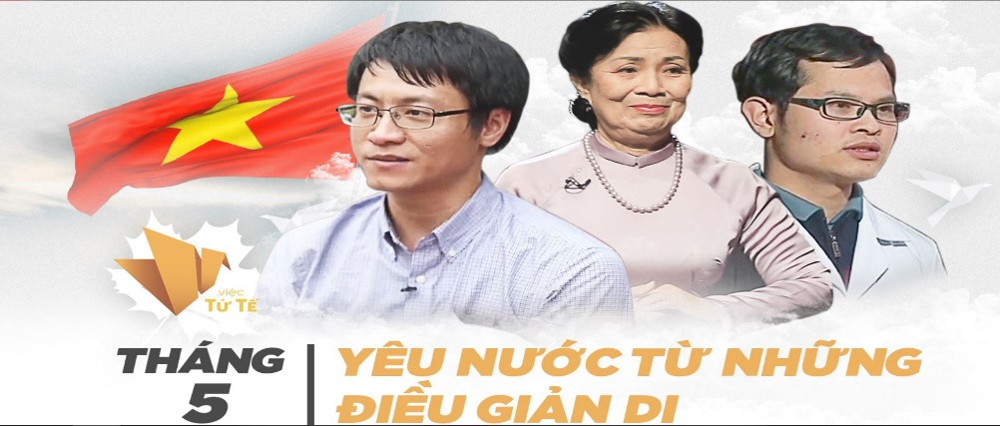 việc
TỬ TẾ
THÁNG
5
YÊU NƯỚC TỪ NHỮNG
ĐIỀU GIẢN DỊ